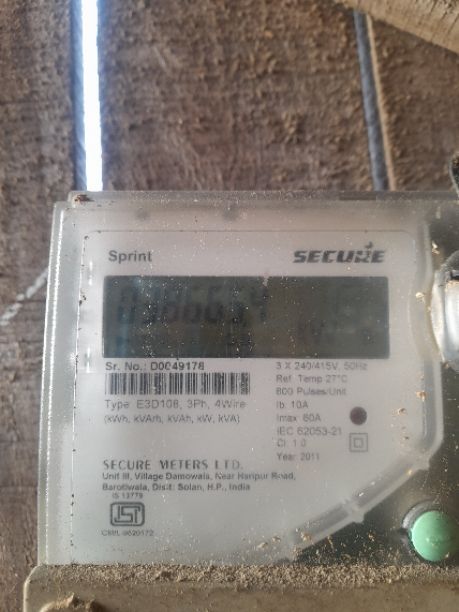 Sprint
SECURE
Sr. No.: D0049178
3 X 240/415V, 50Hz
Ref. Temp 27°C
800 Pulses/Unit
Type: E3D108, 3Ph, 4Wire
Ib: 10A
(kWh, kVArh, kVAh, kW, kVA)
Imax: 60A
IEC 62053-21
Cl. 1.0
Year: 2011
SECURE METERS LTD.
Unit III, Village Damowala, Near Haripur Road,
Barotiwala, Distt. Solan, H.P., India
IS 13779
ISI